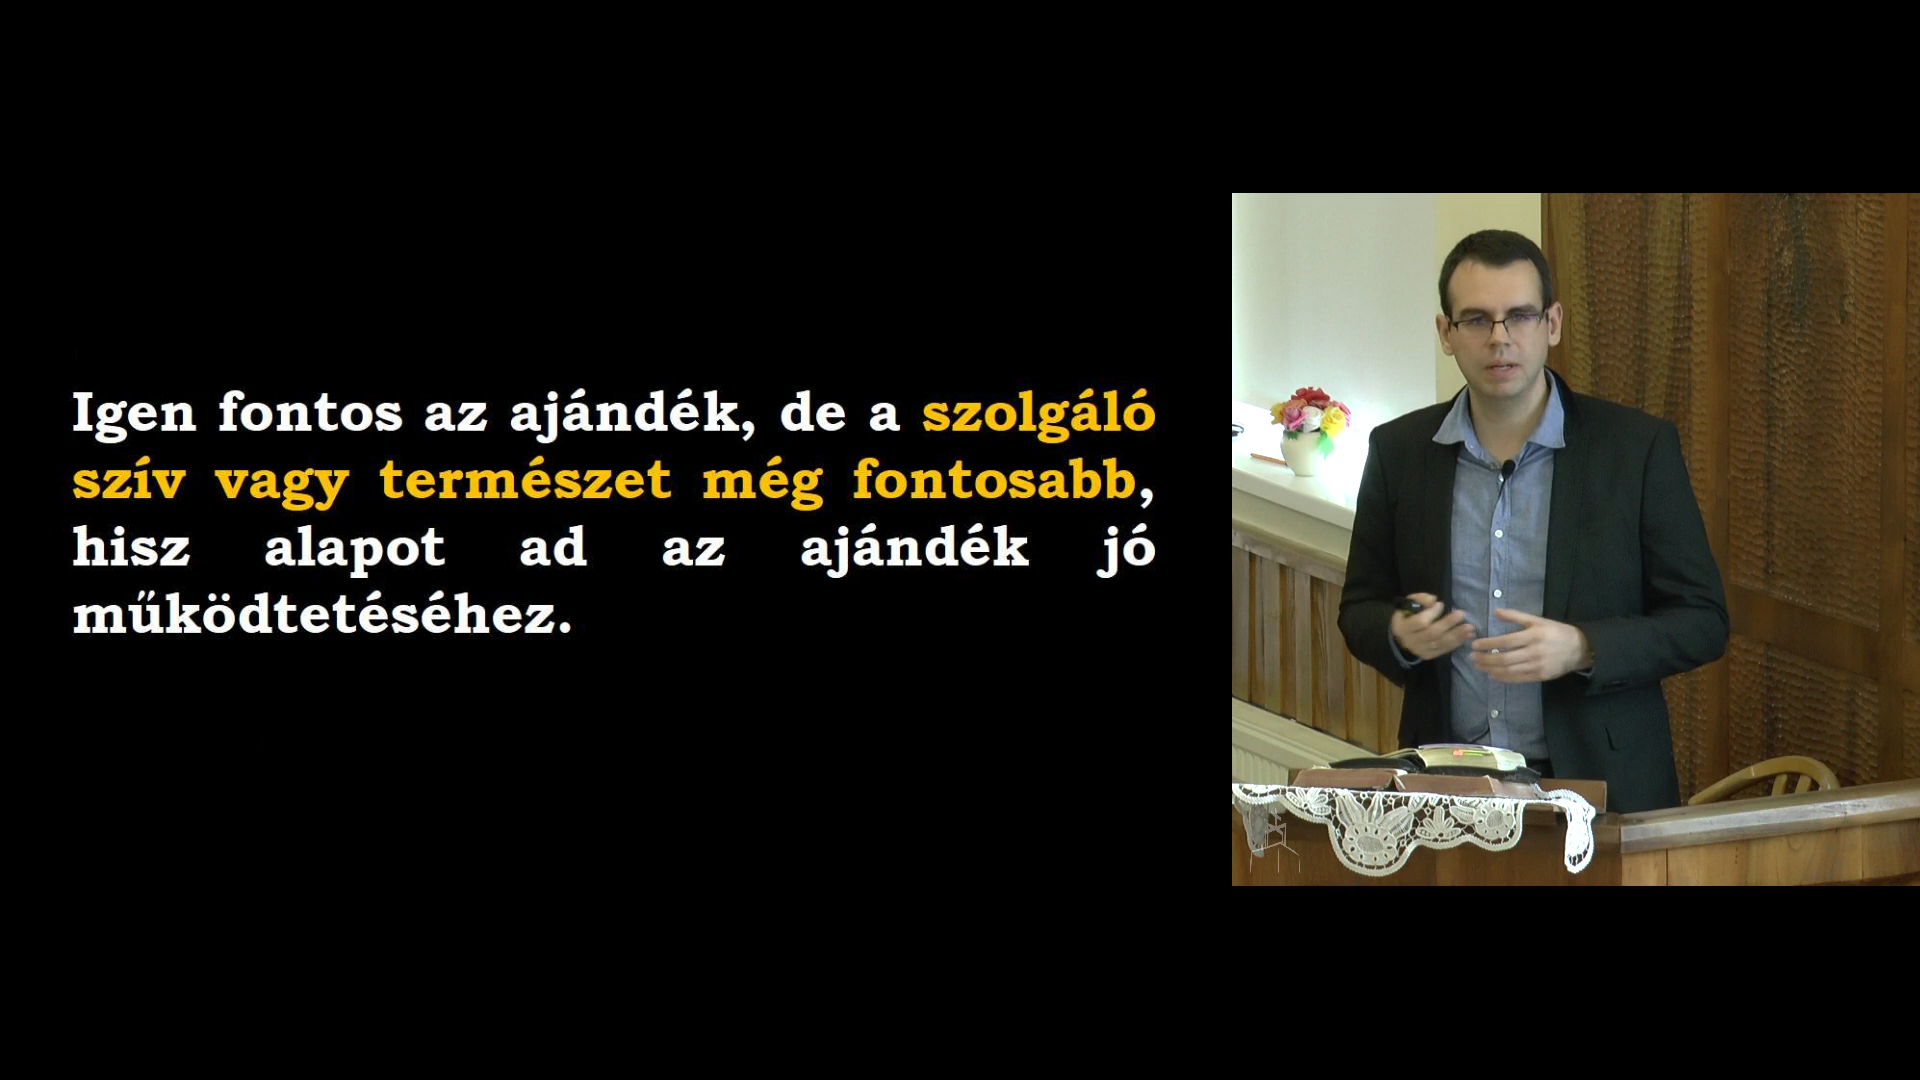 Igen fontos az ajándék, de a szolgáló
szív vagy természet még fontosabb,
hisz alapot ad az ajándék jó
működtetéséhez.